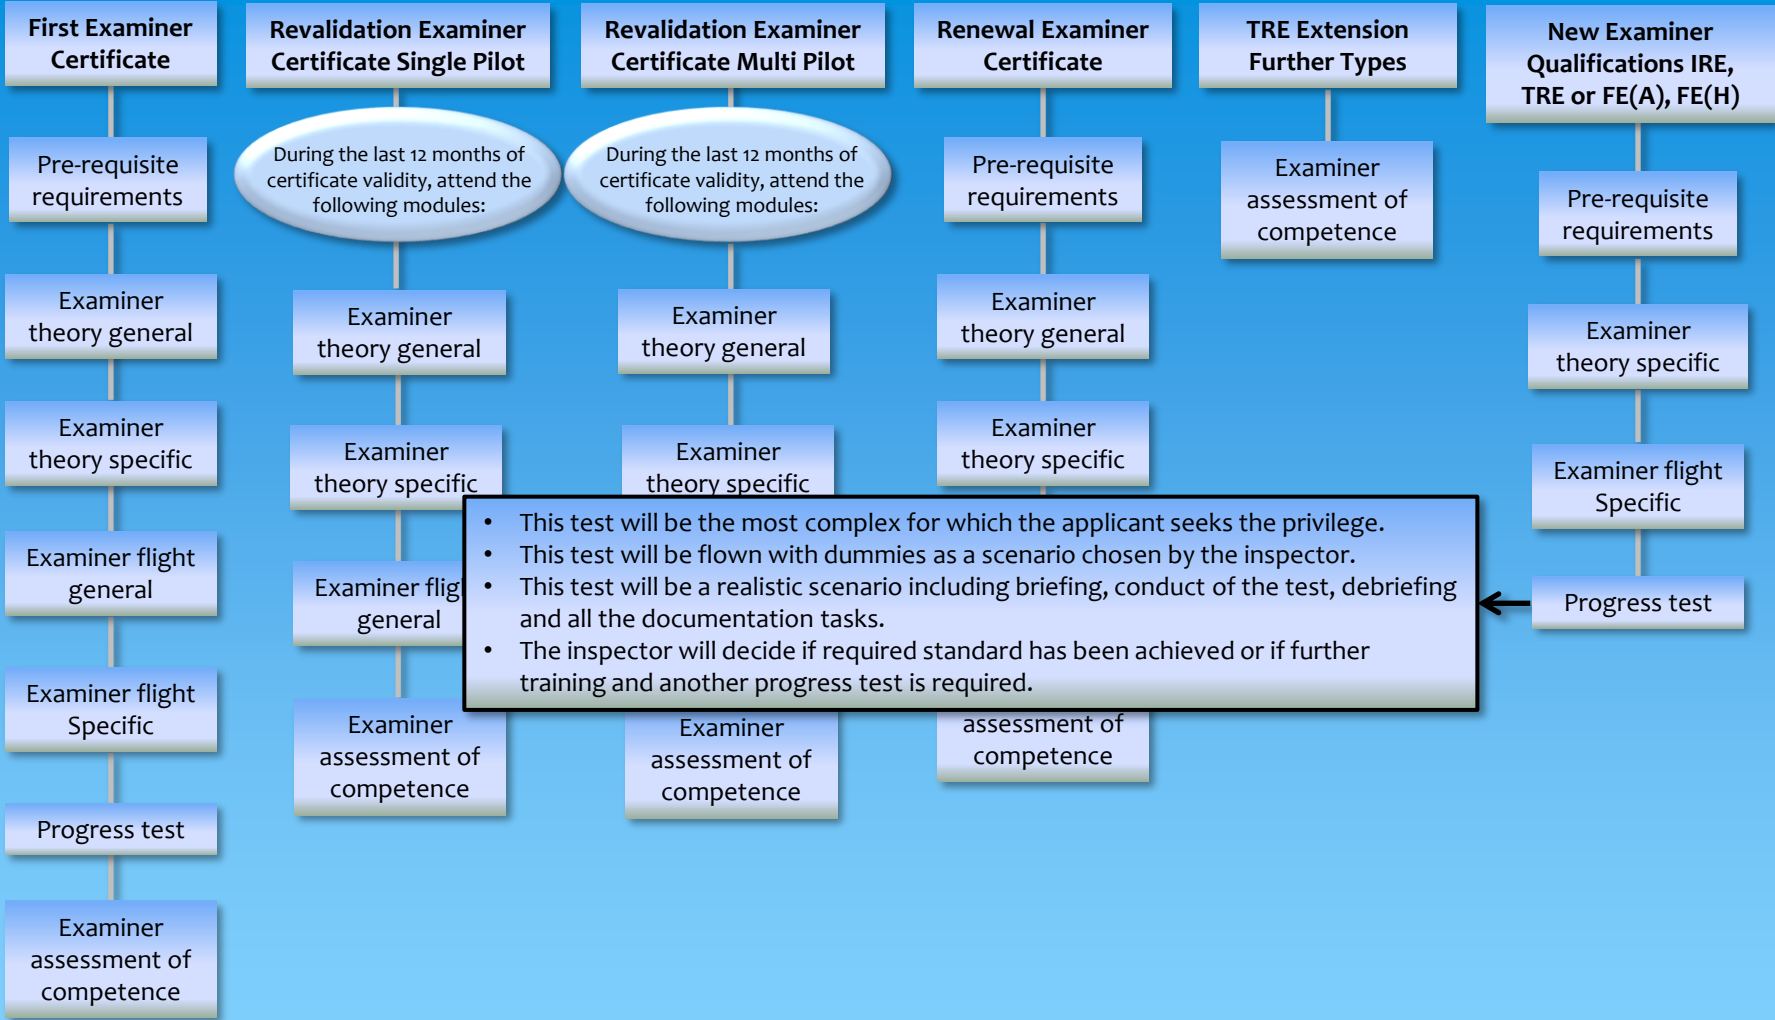 First Examiner
Certificate
Pre-requisite
requirements
Examiner
theory general
Examiner
theory specific
Examiner flight
general
Examiner flight
Specific
Progress test
Examiner
assessment of
competence
Revalidation Examiner
Certificate Single Pilot
During the last 12 months of
certificate validity, attend the
following modules:
Examiner
theory general
Examiner
theory specific
Examiner
general
Examiner
assessment of
competence
Revalidation Examiner
Certificate Multi Pilot
During the last 12 months of
certificate validity, attend the
following modules:
Examiner
theory general
Examiner
theory specific
Examiner
assessment of
competence
Renewal Examiner
Certificate
Pre-requisite
requirements
Examiner
theory general
Examiner
theory specific
assessment of
competence
TRE Extension
Further Types
Examiner
assessment of
competence
New Examiner
Qualifications IRE,
TRE or FE(A), FE(H)
Pre-requisite
requirements
Examiner
theory specific
Examiner flight
Specific
Progress test
• This test will be the most complex for which the applicant seeks the privilege.
• This test will be flown with dummies as a scenario chosen by the inspector.
• This test will be a realistic scenario including briefing, conduct of the test, debriefing
and all the documentation tasks.
• The inspector will decide if required standard has been achieved or if further
training and another progress test is required.